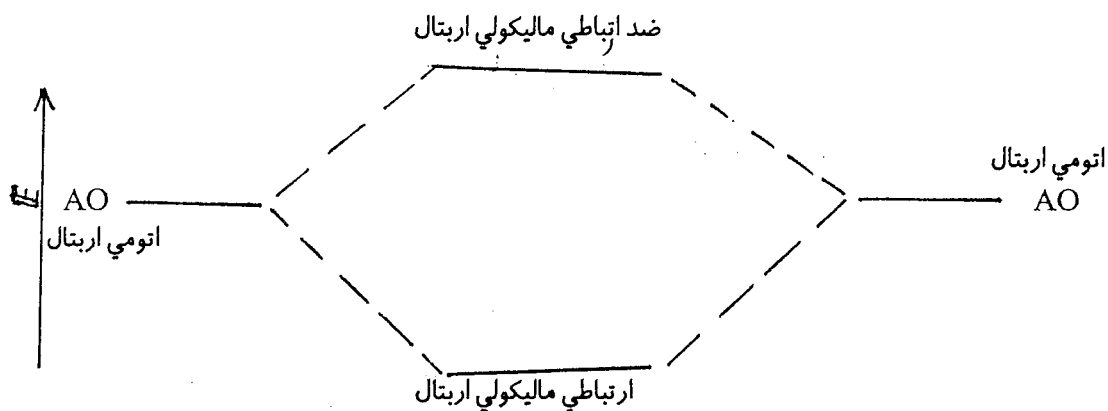 ضد اتباطي ماليكولي اربتال
اتومي اربتال
E AO
AO
اتومي اربتال
ارتباطي ماليكولي اربتال